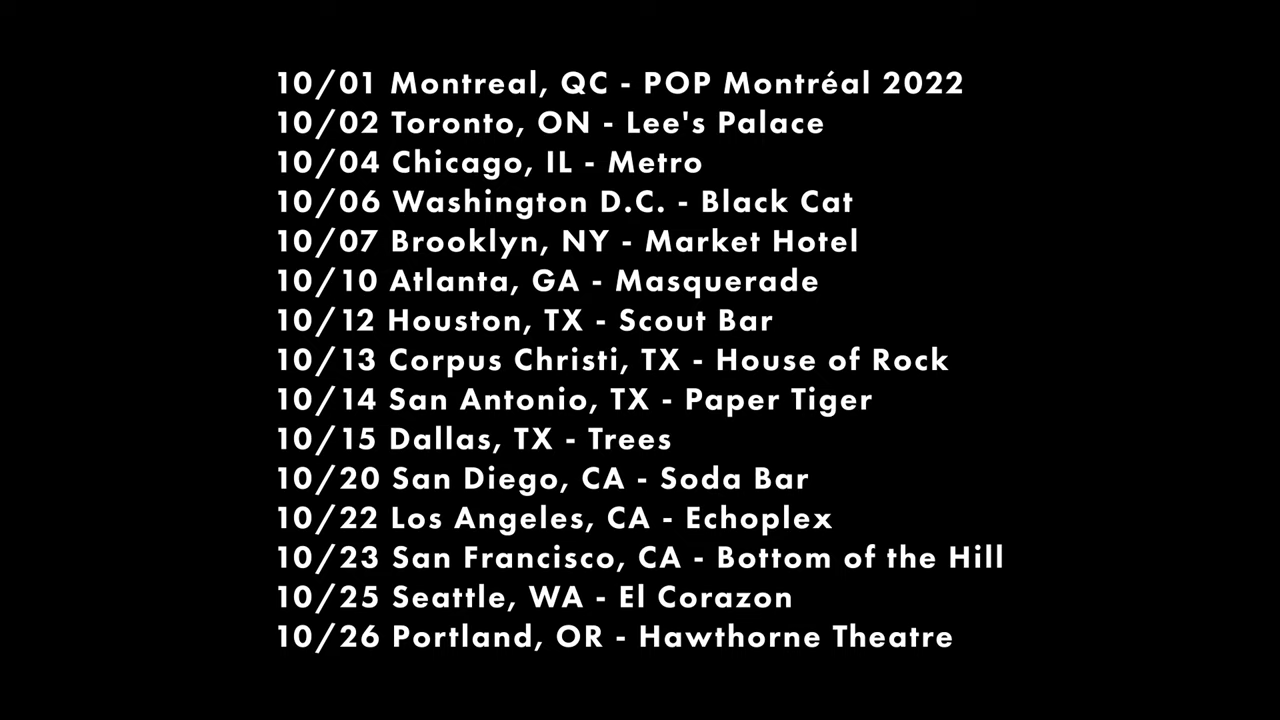 10/01 Montreal, QC - POP Montréal 2022
10/02 Toronto, ON - Lee's Palace
10/04 Chicago, IL - Metro
10/06 Washington D.C. - Black Cat
10/07 Brooklyn, NY - Market Hotel
10/10 Atlanta, GA - Masquerade
10/12 Houston, TX - Scout Bar
10/13 Corpus Christi, TX - House of Rock
10/14 San Antonio, TX - Paper Tiger
10/15 Dallas, TX - Trees
10/20 San Diego, CA - Soda Bar
10/22 Los Angeles, CA - Echoplex
10/23 San Francisco, CA - Bottom of the Hill
10/25 Seattle, WA - El Corazon
10/26 Portland, OR - Hawthorne Theatre